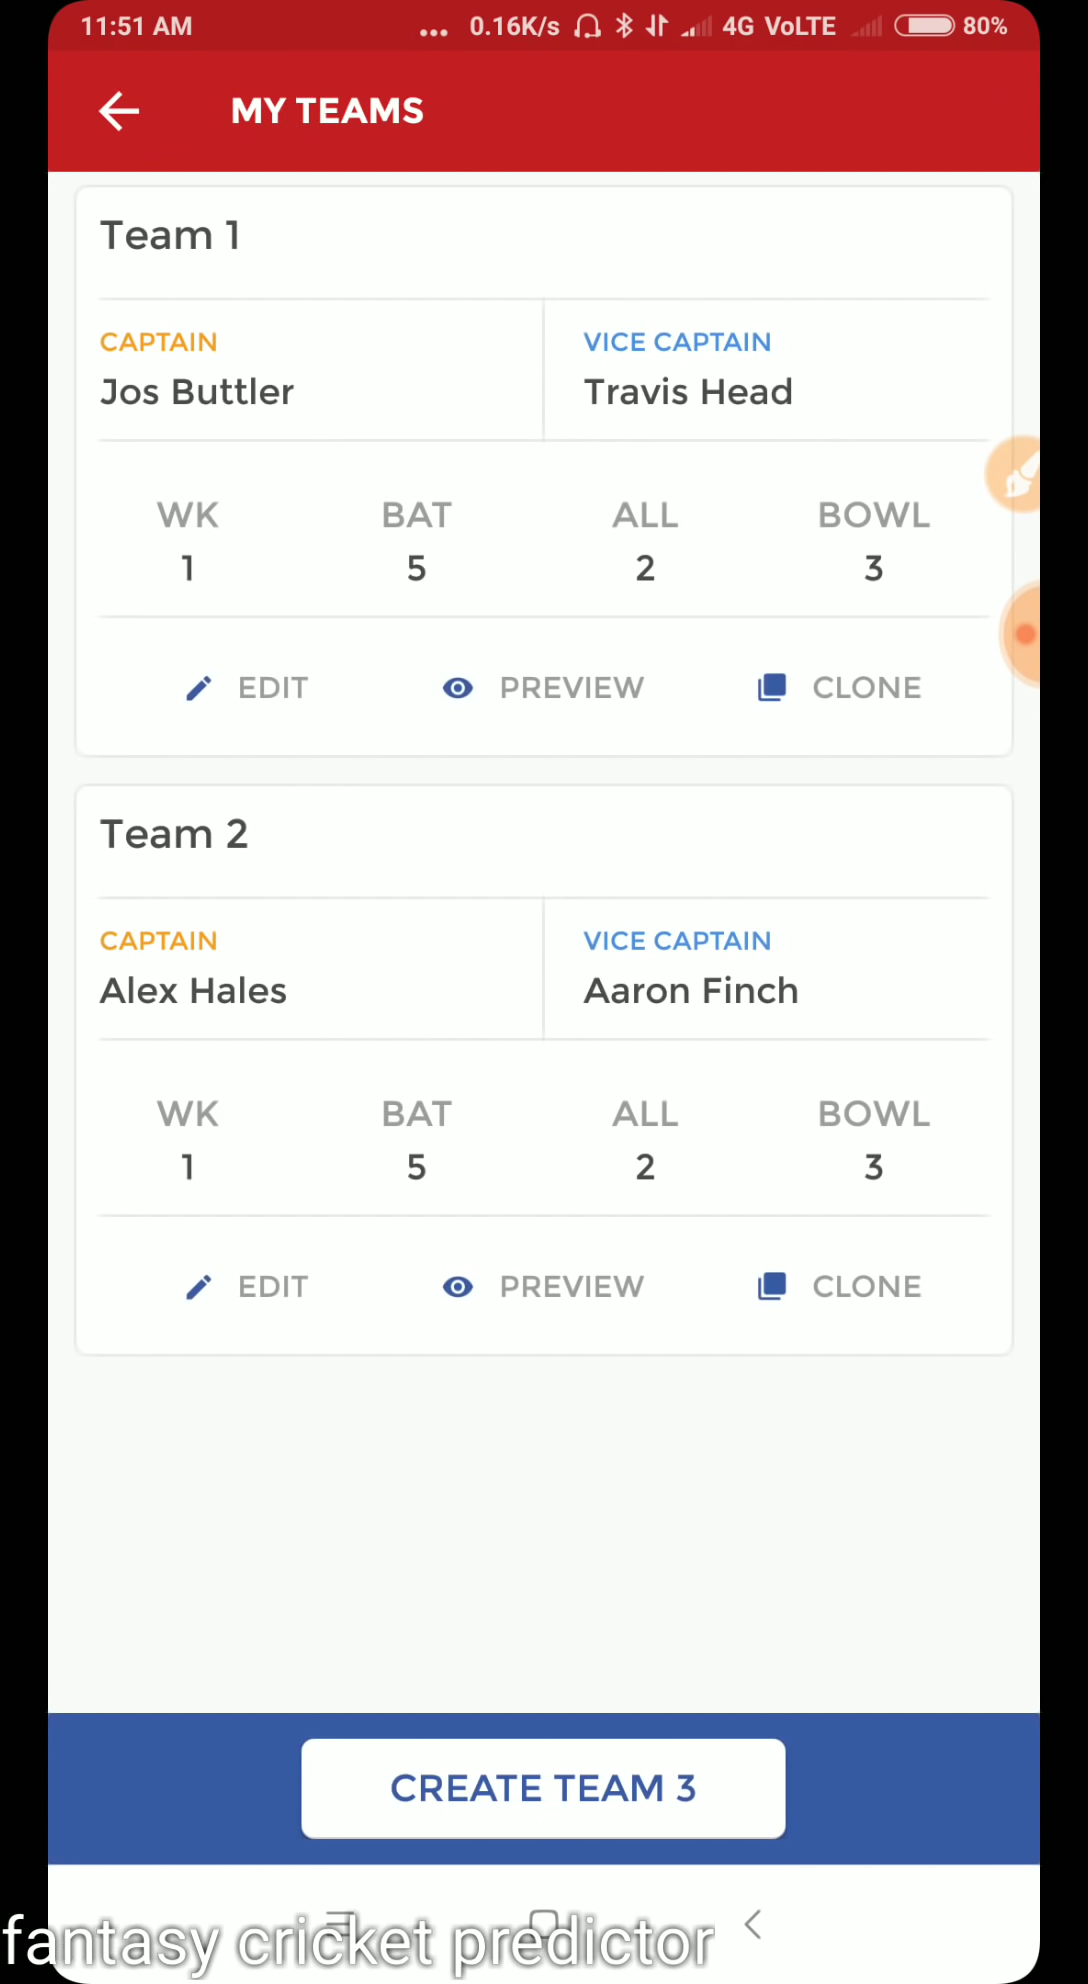 11:51 AM ... 0.16K/s 4G VoLTE 80%
MY TEAMS
Team 1
CAPTAIN VICE CAPTAIN
Jos Buttler Travis Head
WK BAT ALL BOWL
1 5 2 3
EDIT PREVIEW CLONE
Team 2
CAPTAIN VICE CAPTAIN
Alex Hales Aaron Finch
WK BAT ALL BOWL
1 5 2 3
EDIT PREVIEW CLONE
CREATE TEAM 3
fantasy cricket predictor